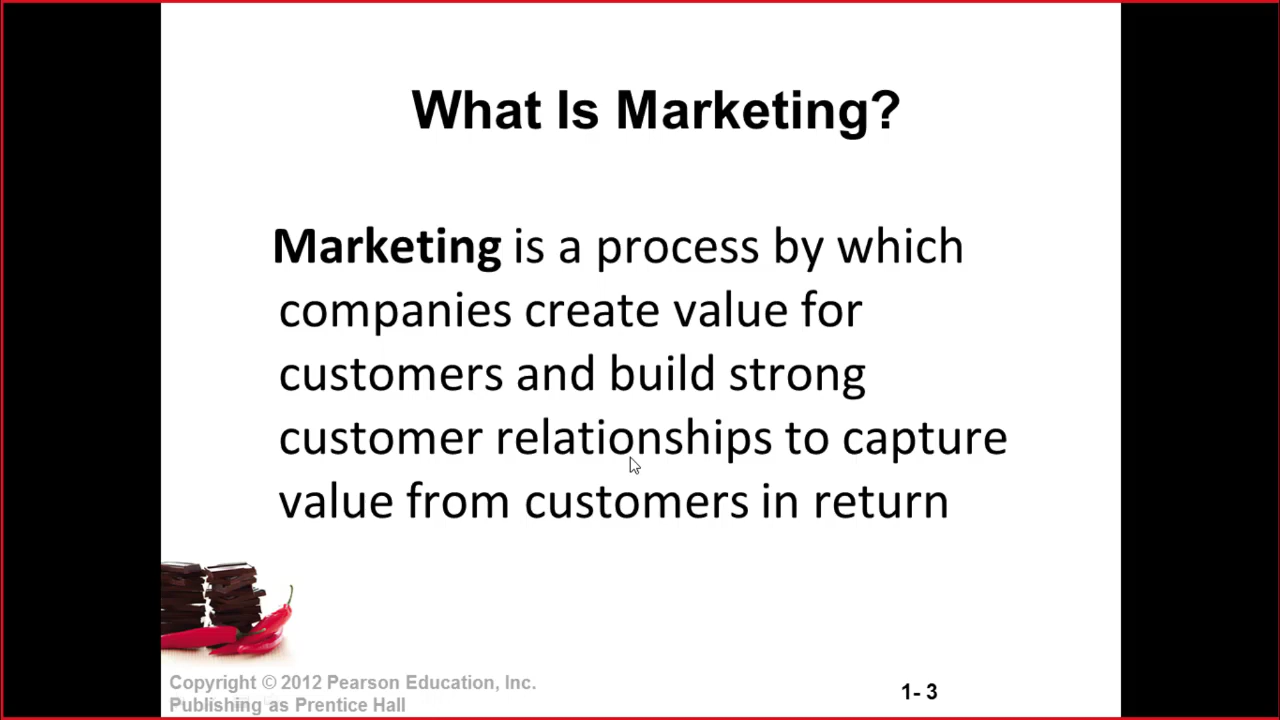 What Is Marketing?
Marketing is a process by which
companies create value for
customers and build strong
customer relationships to capture
value from customers in return
Copyright © 2012 Pearson Education, Inc.
Publishing as Prentice Hall
1- 3